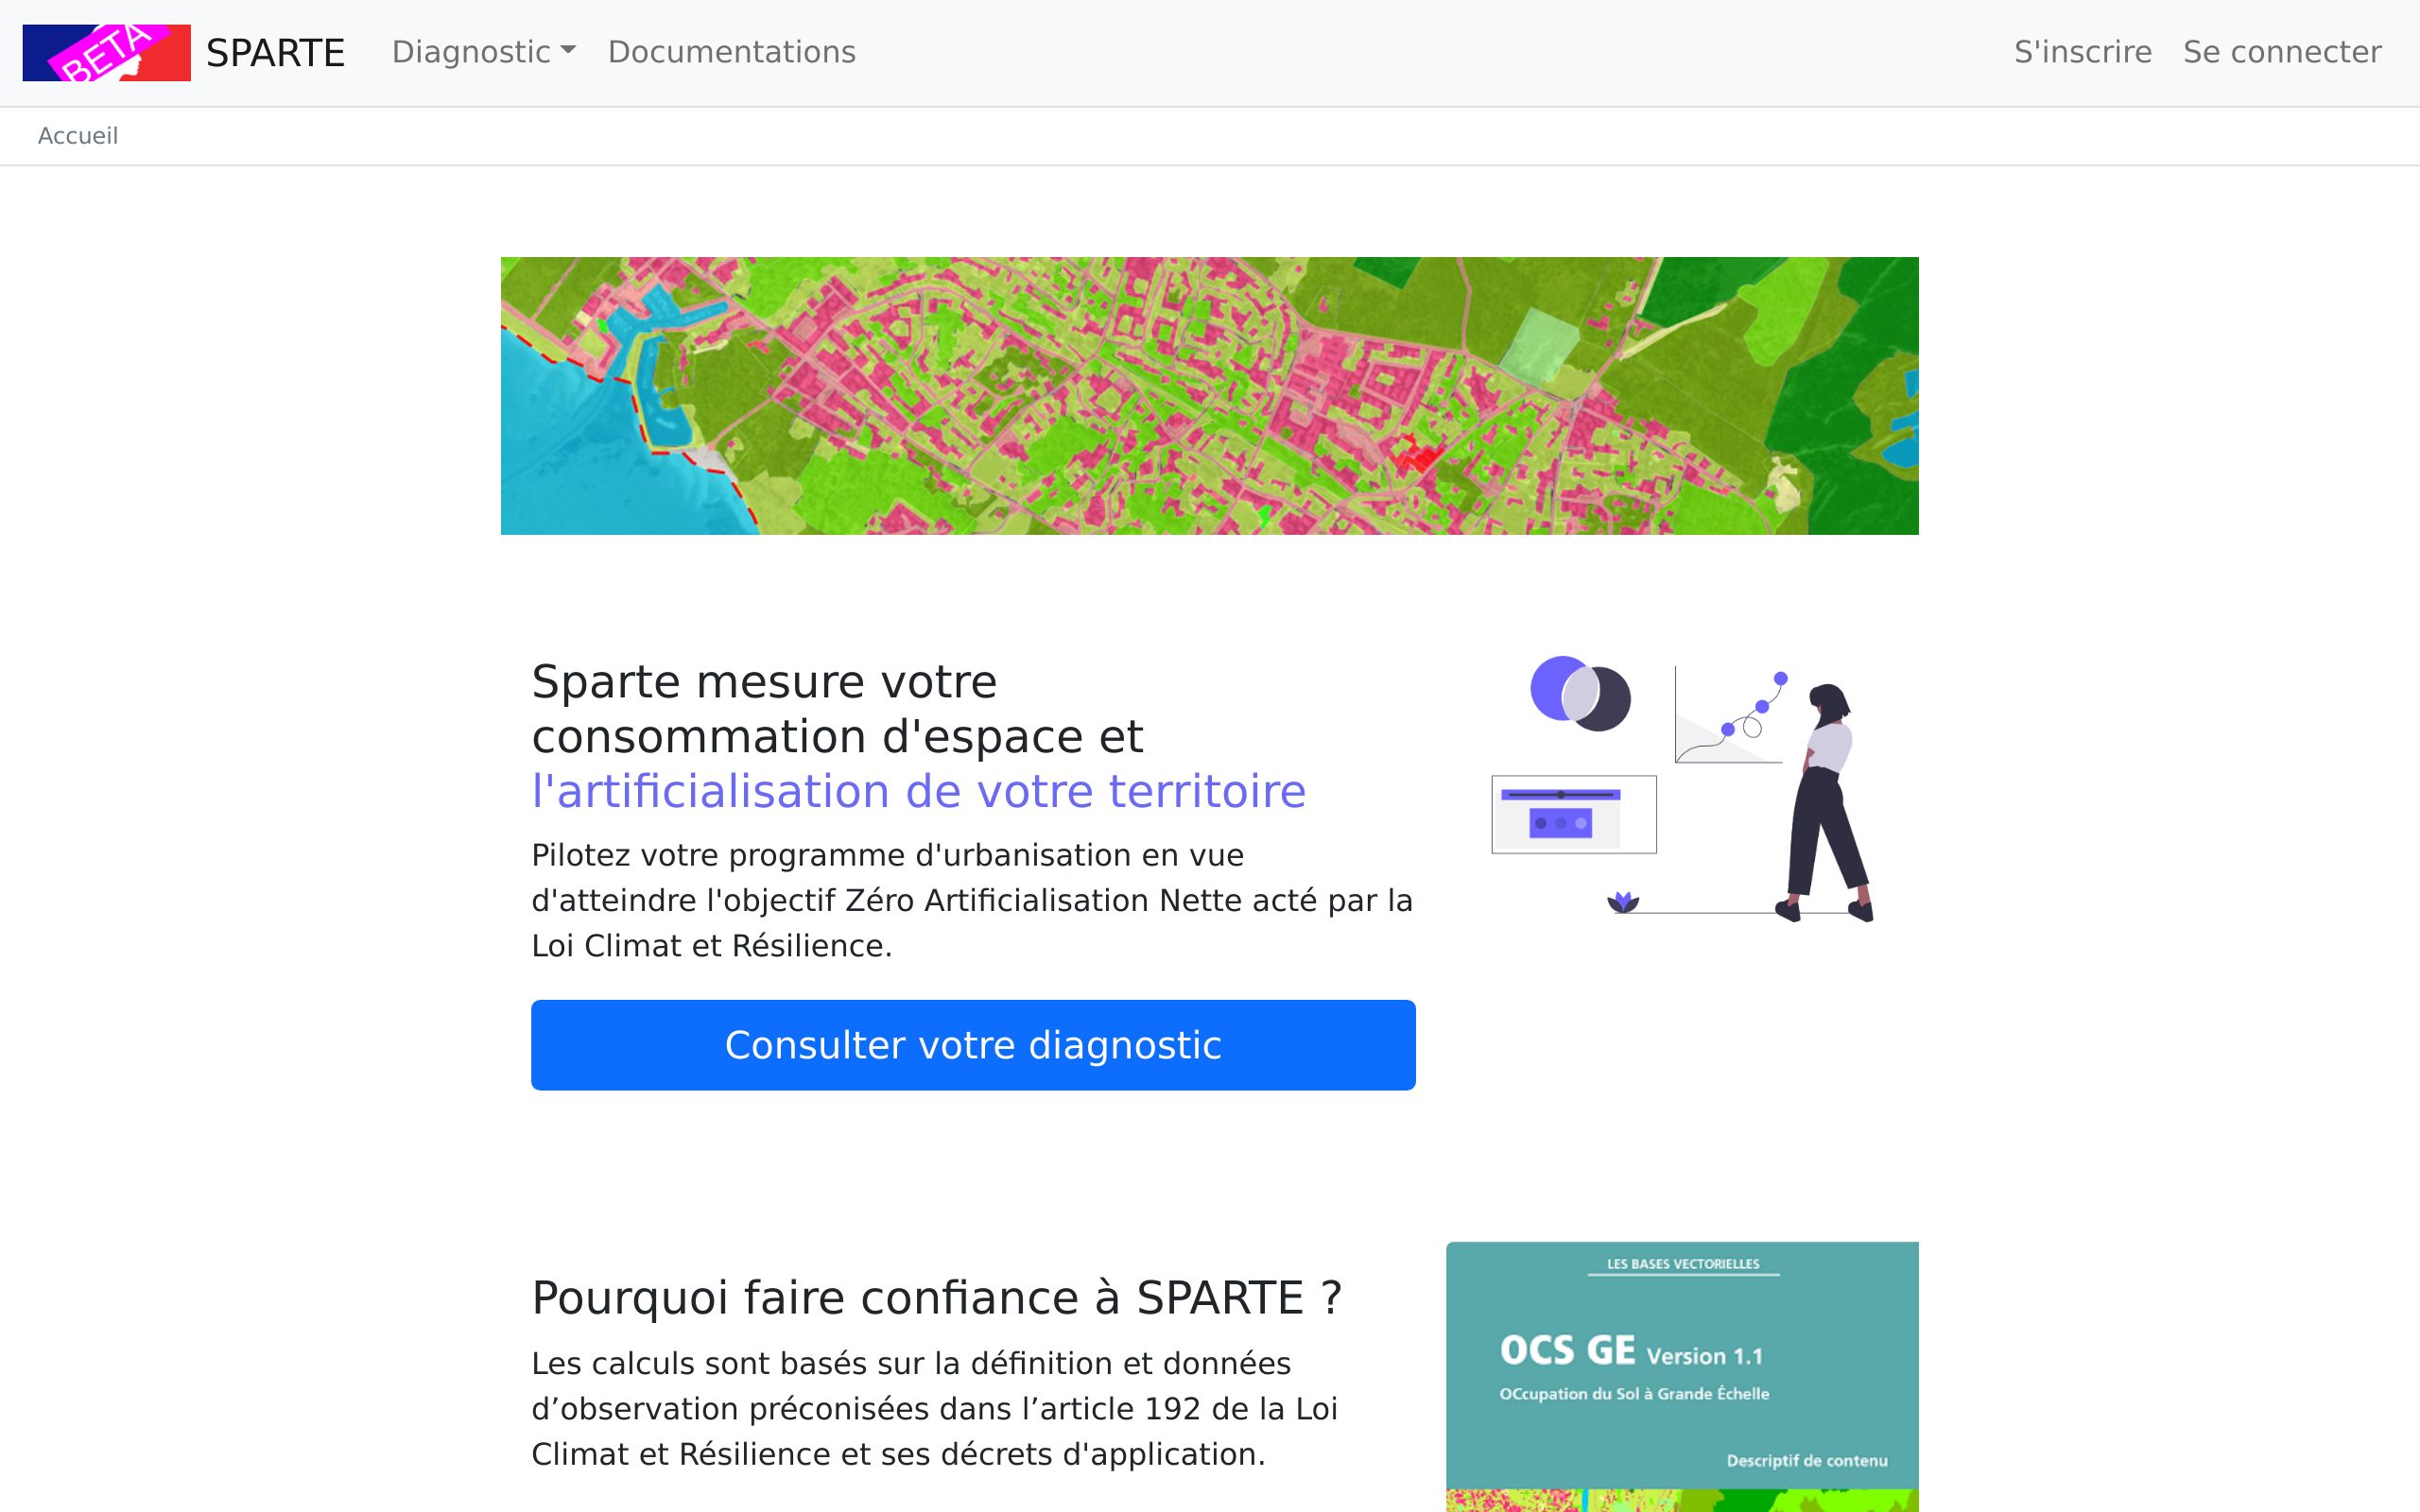 BETA
SPARTE
Diagnostic
Documentations
S'inscrire
Se connecter
Accueil
Sparte mesure votre
consommation d'espace et
l'artificialisation de votre territoire
Pilotez votre programme d'urbanisation en vue
d'atteindre l'objectif Zéro Artificialisation Nette acté par la
Loi Climat et Résilience.
Consulter votre diagnostic
Pourquoi faire confiance à SPARTE ?
Les calculs sont basés sur la définition et données
d’observation préconisées dans l’article 192 de la Loi
Climat et Résilience et ses décrets d'application.
LES BASES VECTORIELLES
OCS GE Version 1.1
OCcupation du Sol à Grande Échelle
Descriptif de contenu